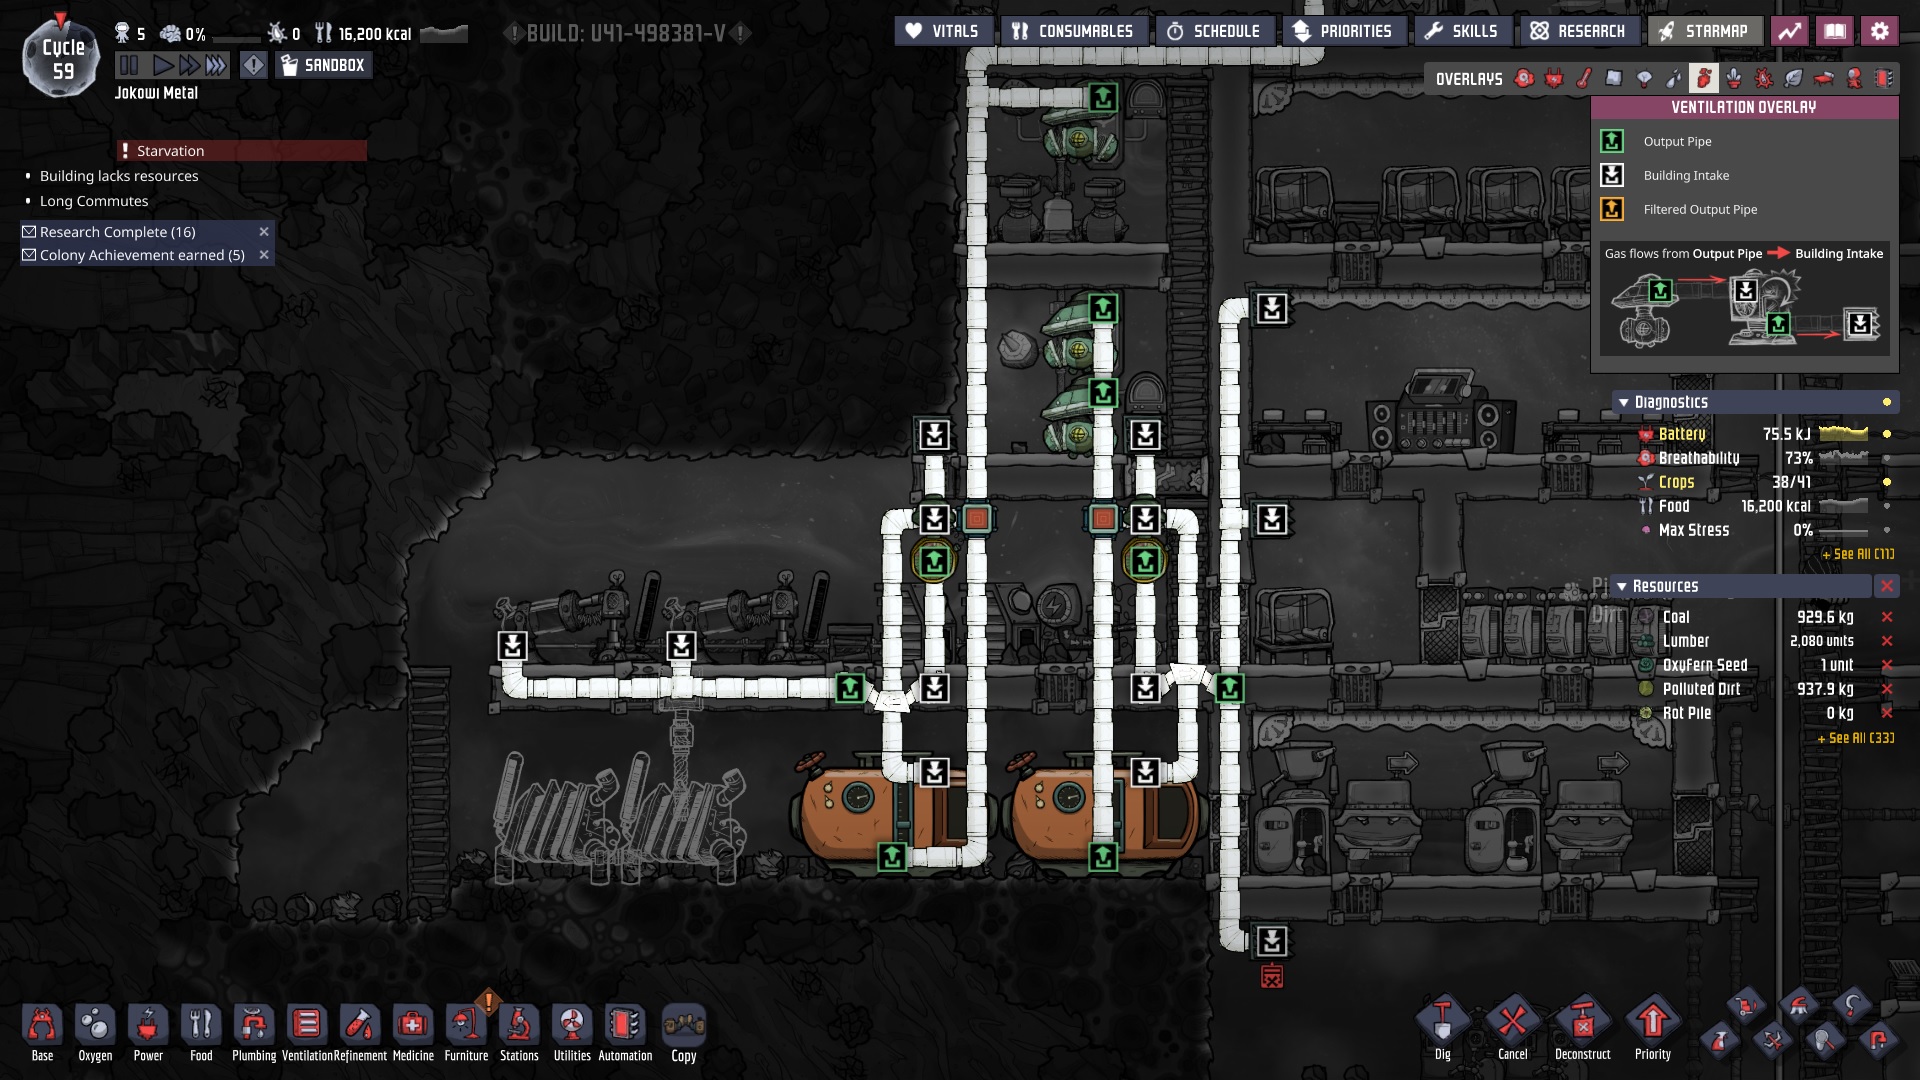 Cycle
59
5
0%
0
16,200 kcal
SANDBOX
Jokowi Metal
BUILD: U41-498381-V
VITALS
CONSUMABLES
SCHEDULE
PRIORITIES
SKILLS
RESEARCH
STARMAP
OVERLAYS
VENTILATION OVERLAY
Output Pipe
Building Intake
Filtered Output Pipe
Gas flows from Output Pipe Building Intake
! Starvation
• Building lacks resources
• Long Commutes
Research Complete (16)
Colony Achievement earned (5)
Diagnostics
Battery 75.5 kJ
Breathability 73%
Crops 38/41
Food 16,200 kcal
Max Stress 0%
+ See All (11)
Resources
Coal 929.6 kg
Lumber 2,080 units
Oxyfern Seed 1 unit
Polluted Dirt 937.9 kg
Rot Pile 0 kg
+ See All (33)
Dirt
Base
Oxygen
Power
Food
Plumbing
Ventilation
Refinement
Medicine
Furniture
Stations
Utilities
Automation
Copy
Dig
Cancel
Deconstruct
Priority